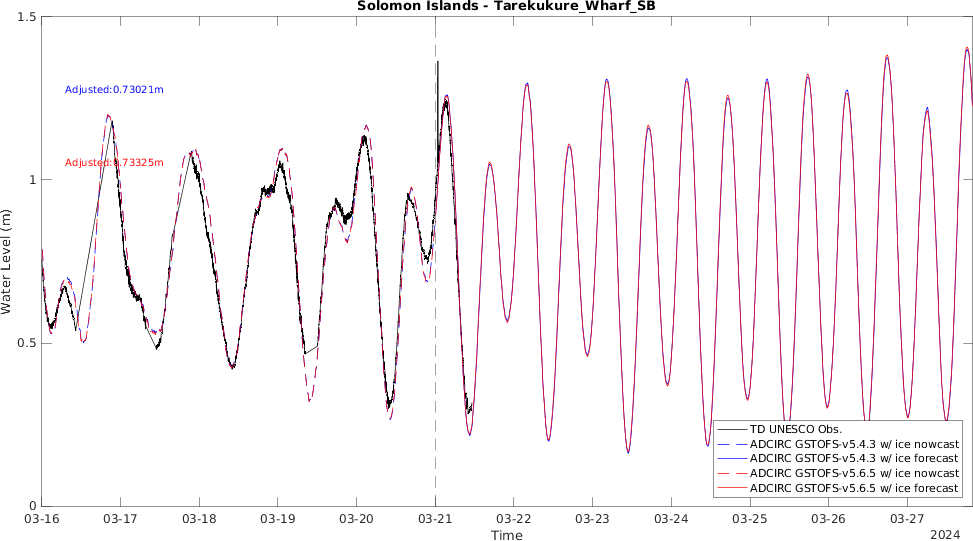 Solomon Islands - Tarekukure_Wharf_SB
1.5
1
0.5
0
Water Level (m)
Adjusted:0.73021m
Adjusted:0.73325m
TD UNESCO Obs.
ADCIRC GSTOFS-v5.4.3 w/ ice nowcast
ADCIRC GSTOFS-v5.4.3 w/ ice forecast
ADCIRC GSTOFS-v5.6.5 w/ ice nowcast
ADCIRC GSTOFS-v5.6.5 w/ ice forecast
03-16 03-17 03-18 03-19 03-20 03-21 03-22 03-23 03-24 03-25 03-26 03-27
Time
2024